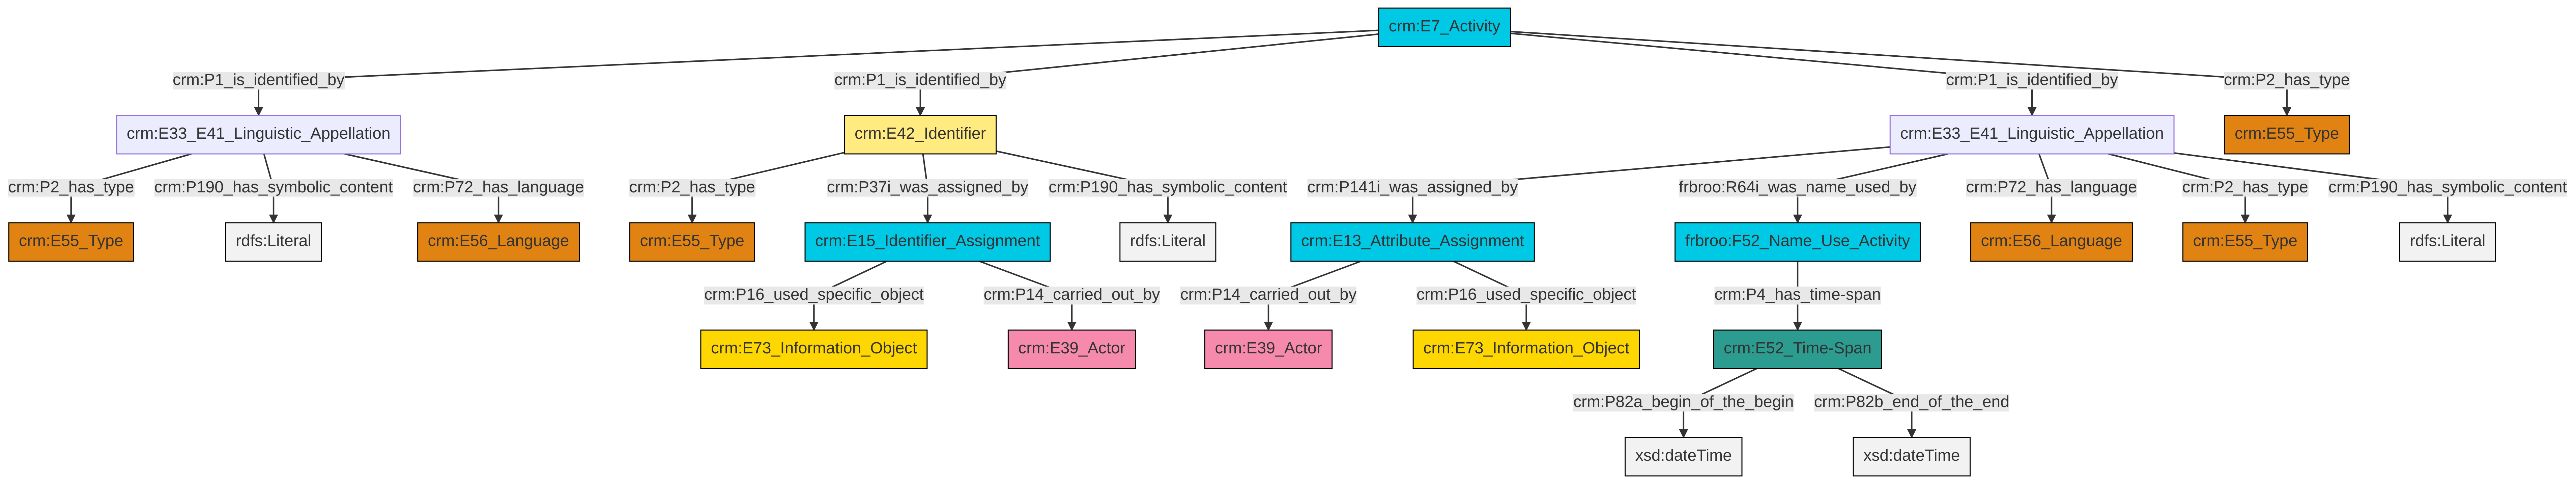 crm:E7_Activity
crm:P1_is_identified_by
crm:P1_is_identified_by
crm:P1_is_identified_by
crm:P2_has_type
crm:E33_E41_Linguistic_Appellation
crm:E42_Identifier
crm:E33_E41_Linguistic_Appellation
crm:E55_Type
crm:P2_has_type
crm:P190_has_symbolic_content
crm:P72_has_language
crm:P2_has_type
crm:P37i_was_assigned_by
crm:P190_has_symbolic_content
crm:P141i_was_assigned_by
frbroo:R64i_was_name_used_by
crm:P72_has_language
crm:P2_has_type
crm:P190_has_symbolic_content
crm:E55_Type
rdfs:Literal
crm:E56_Language
crm:E55_Type
crm:E15_Identifier_Assignment
rdfs:Literal
crm:E13_Attribute_Assignment
frbroo:F52_Name_Use_Activity
crm:E56_Language
crm:E55_Type
rdfs:Literal
crm:P16_used_specific_object
crm:P14_carried_out_by
crm:P14_carried_out_by
crm:P16_used_specific_object
crm:P4_has_time-span
crm:E73_Information_Object
crm:E39_Actor
crm:E39_Actor
crm:E73_Information_Object
crm:E52_Time-Span
crm:P82a_begin_of_the_begin
crm:P82b_end_of_the_end
xsd:dateTime
xsd:dateTime